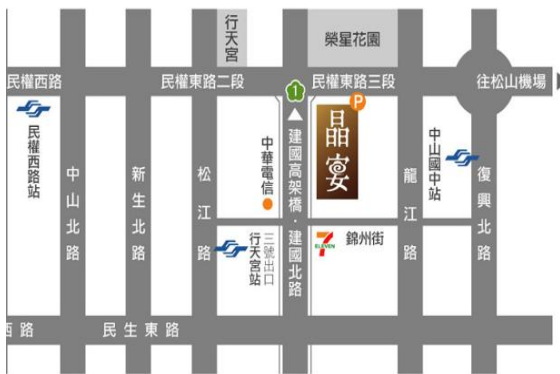 行天宮
榮星花園
民權西路
民權東路二段
1
民權東路三段
往松山機場
P
晶宴
民權西路站
中山北路
新生北路
松江路
中華電信
建國高架橋・建國北路
龍江路
中山國中站
復興北路
行天宮站
三號出口
7
ELEVEN
錦州街
西路
民生東路